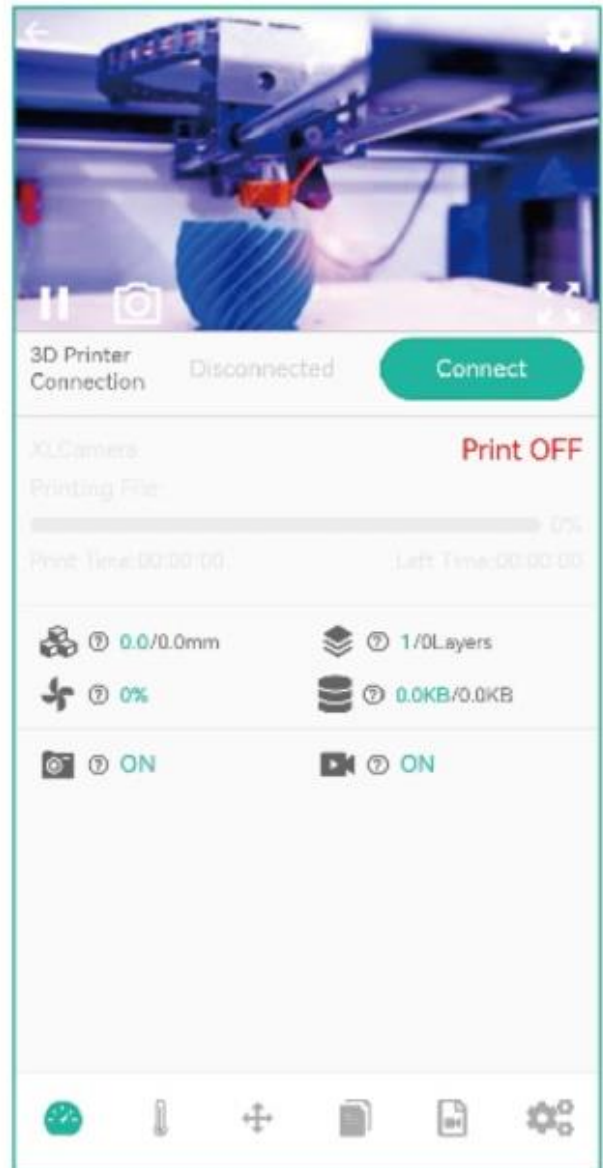 3D Printer
Connection
Disconnected
Connect
XLCamera
Print OFF
Printing File
0%
Print Time:00:00:00
Left Time:00:00:00
0.0/0.0mm
1/0Layers
0%
0.0KB/0.0KB
ON
ON